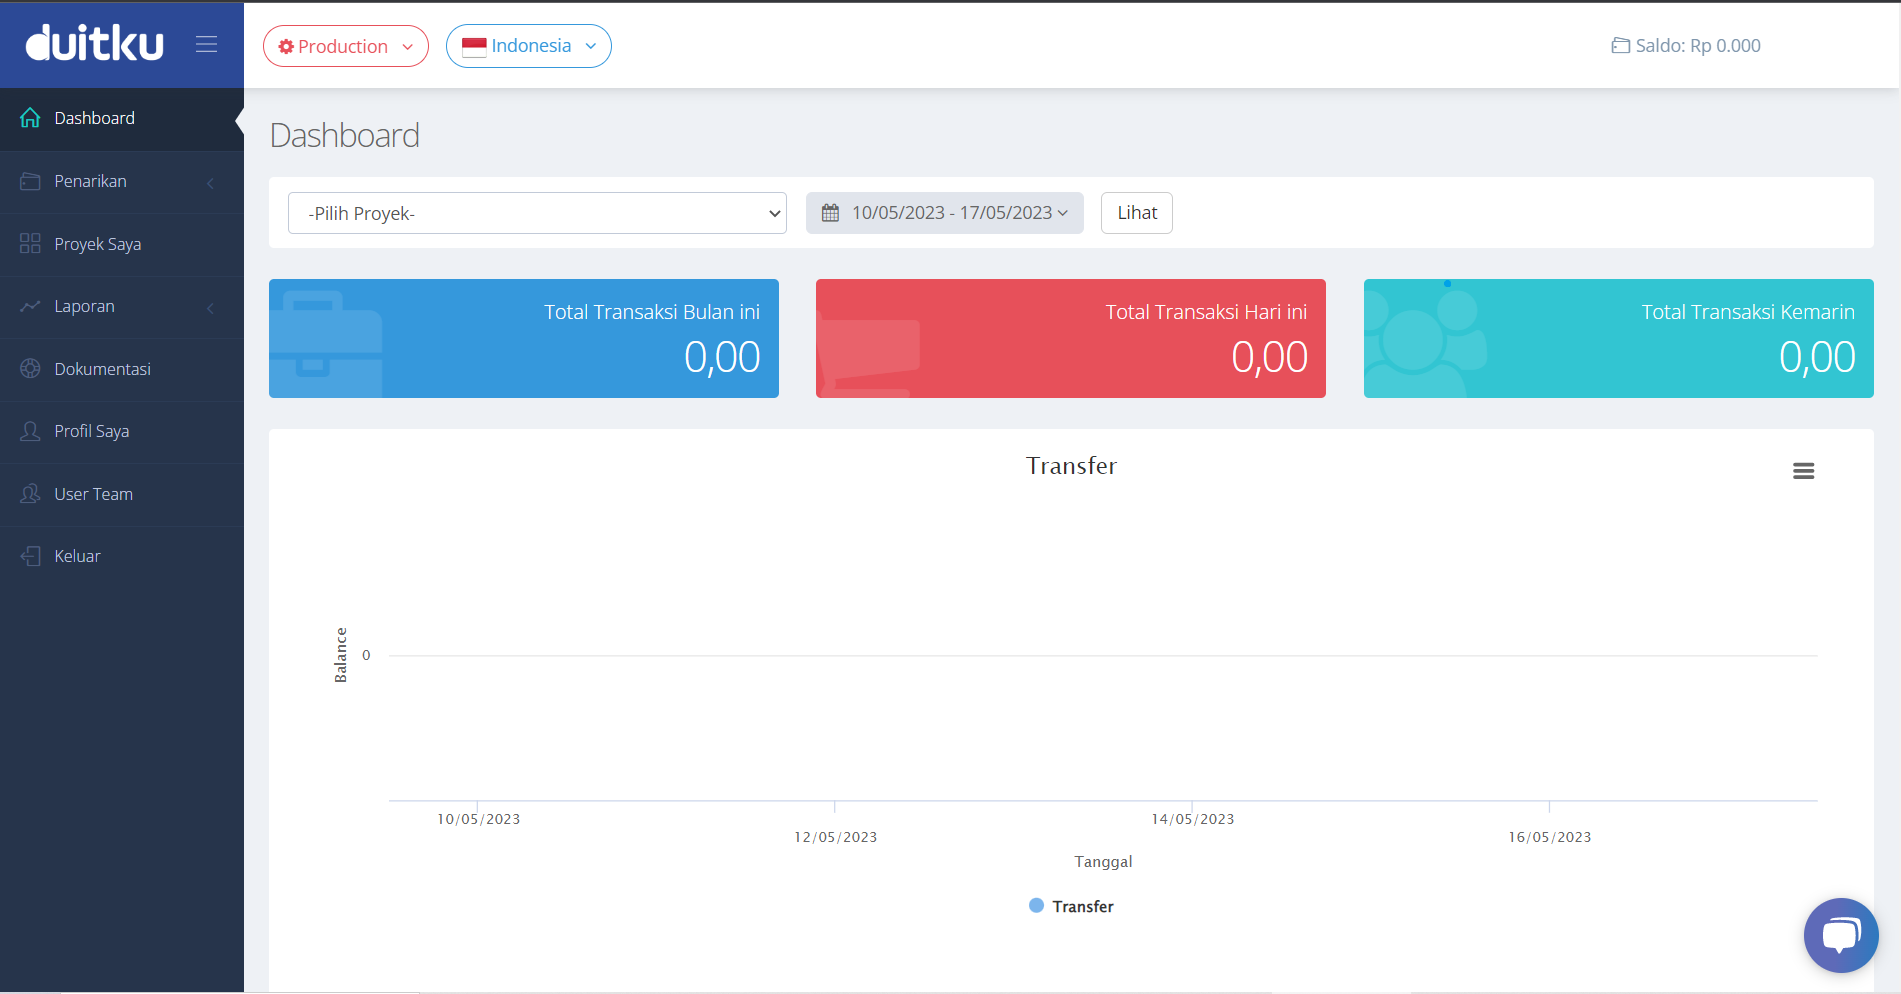 duitku
Production
Indonesia
Saldo: Rp 0.000
Dashboard
Penarikan
Proyek Saya
Laporan
Dokumentasi
Profil Saya
User Team
Keluar
Dashboard
-Pilih Proyek-
10/05/2023 - 17/05/2023
Lihat
Total Transaksi Bulan ini
0,00
Total Transaksi Hari ini
0,00
Total Transaksi Kemarin
0,00
Transfer
Balance
0
10/05/2023
12/05/2023
14/05/2023
16/05/2023
Tanggal
Transfer